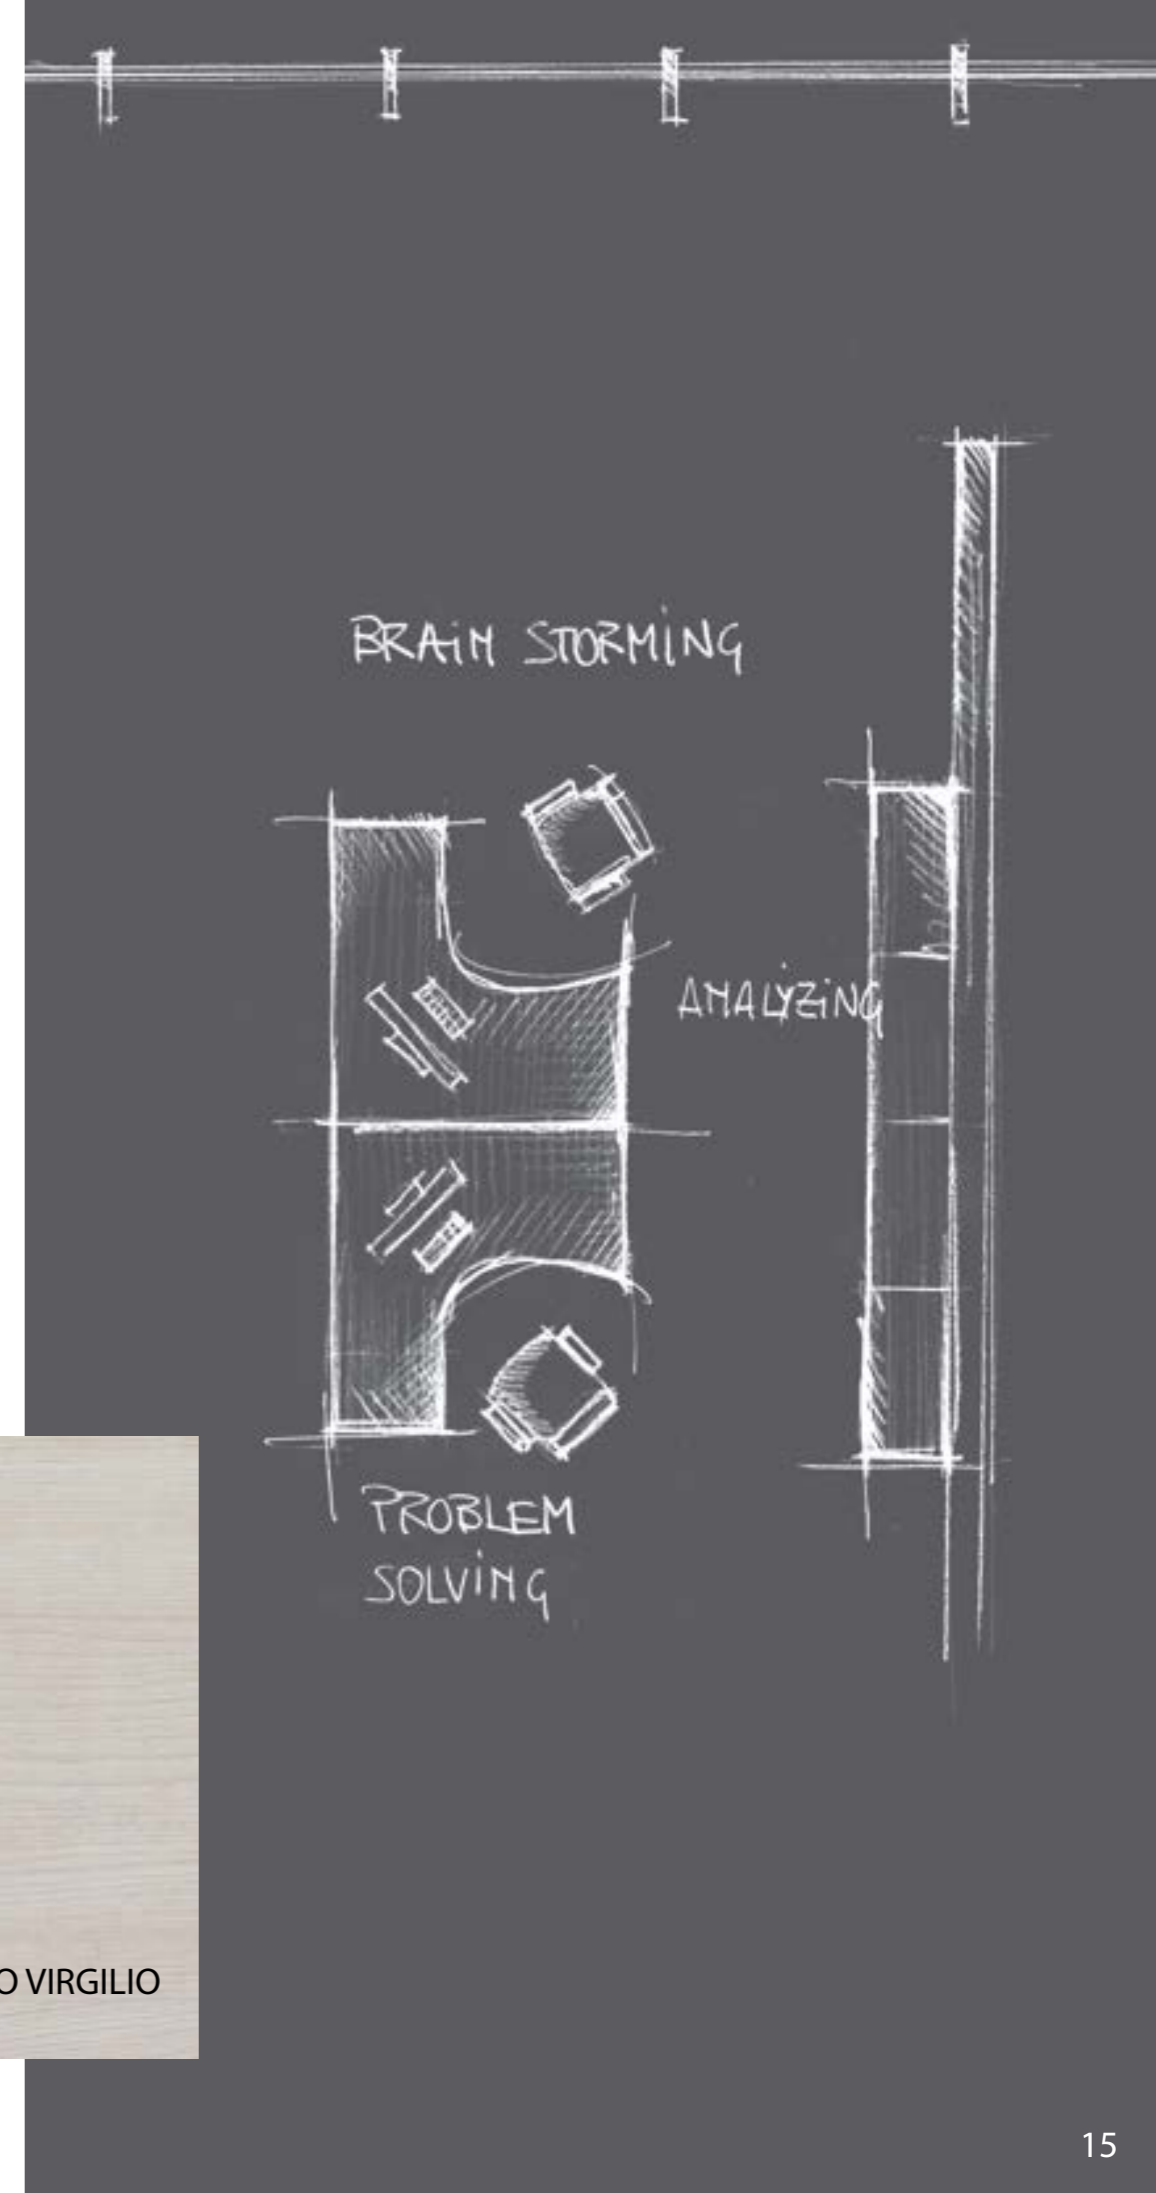 BRAIN STORMING
ANALYZING
PROBLEM
SOLVING
O VIRGILIO
15